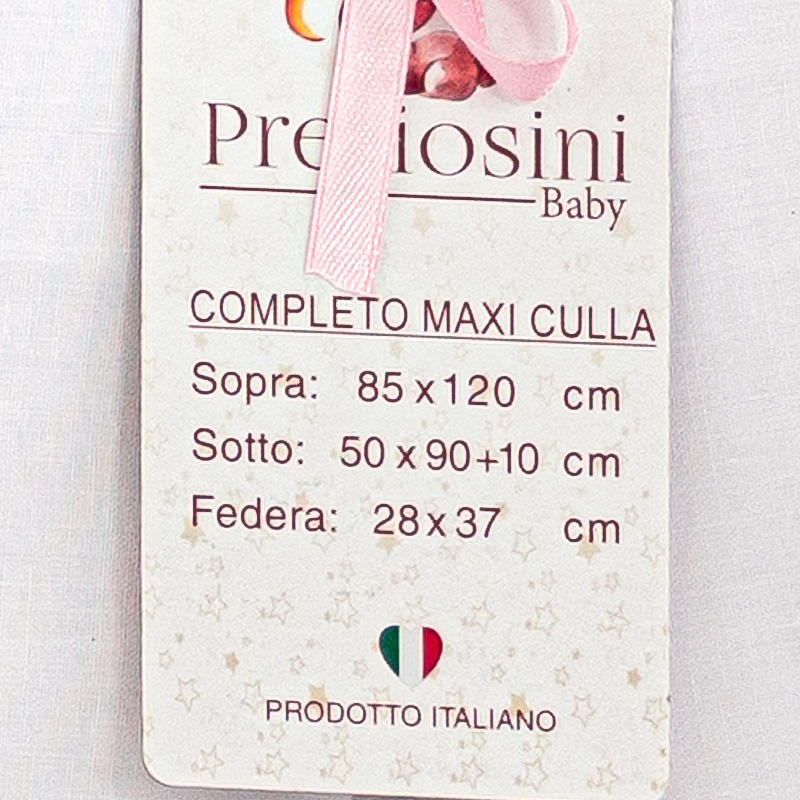 Baby
COMPLETO MAXI CULLA
Sopra: 85 x 120 cm
Sotto: 50 x 90+10 cm
Federa: 28 x 37 cm
PRODOTTO ITALIANO